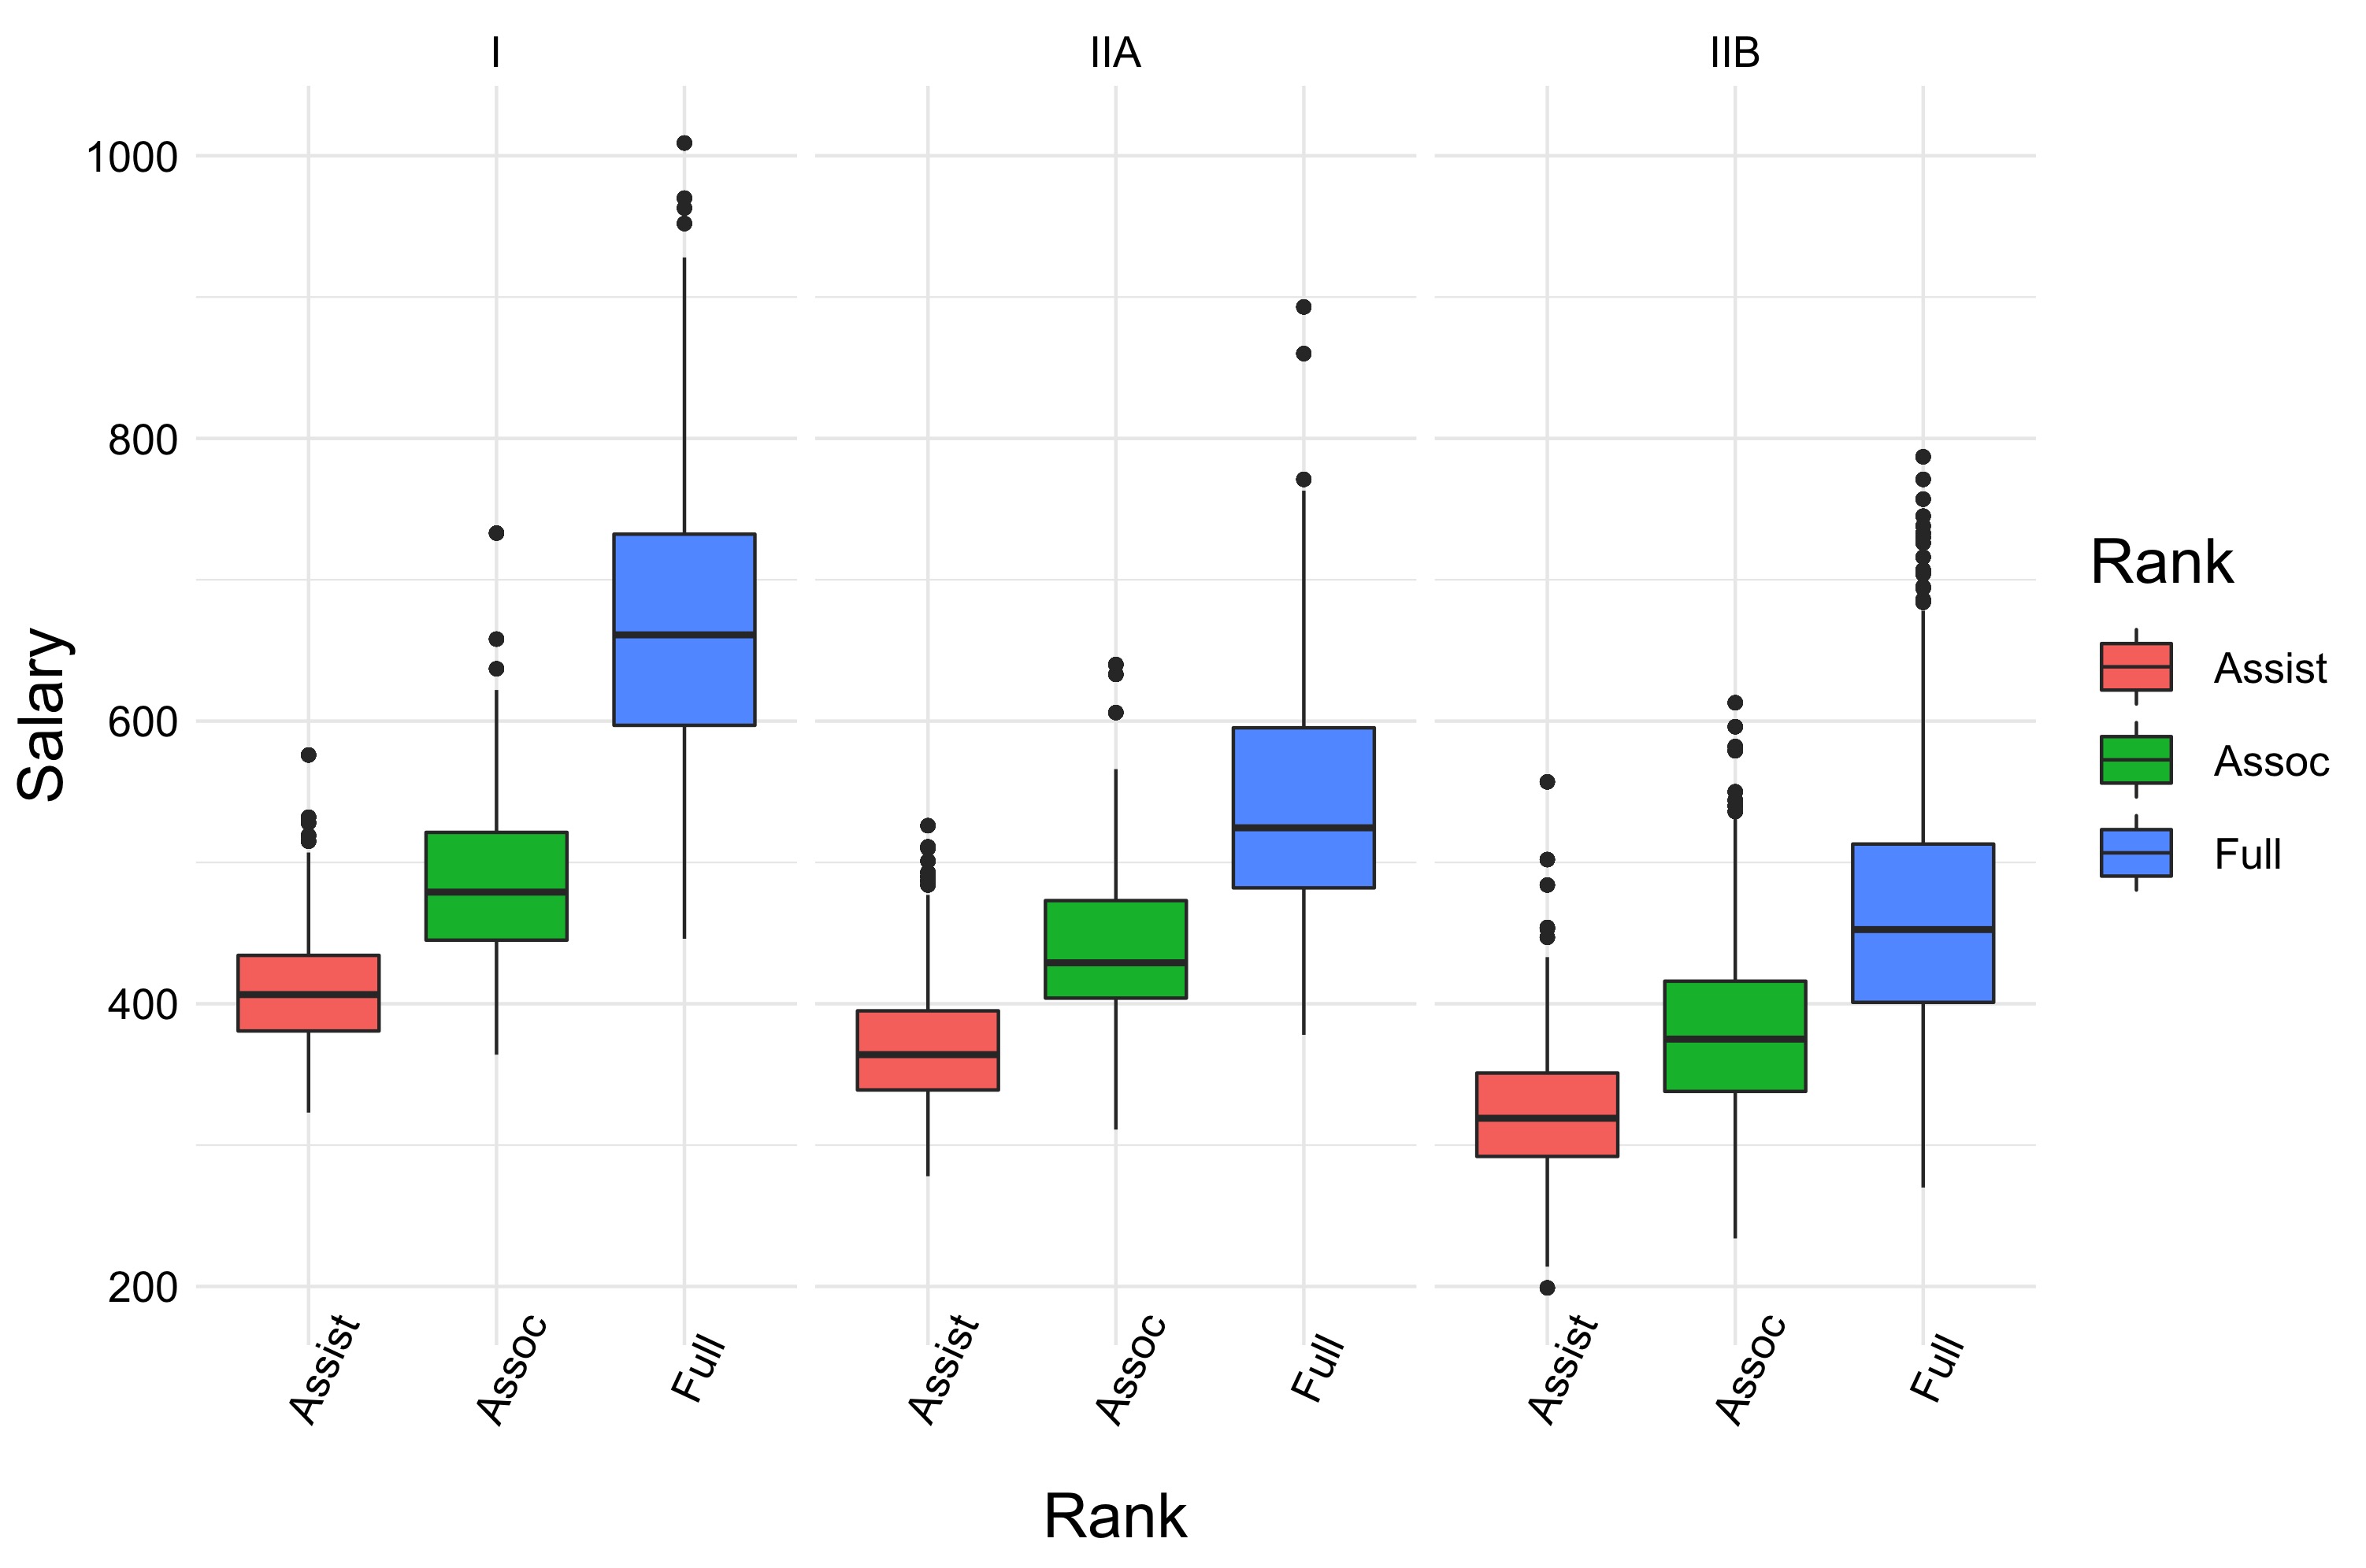 I
IIA
IIB
1000
800
600
400
200
Salary
Assist
Assoc
Full
Assist
Assoc
Full
Assist
Assoc
Full
Rank
Rank
Assist
Assoc
Full